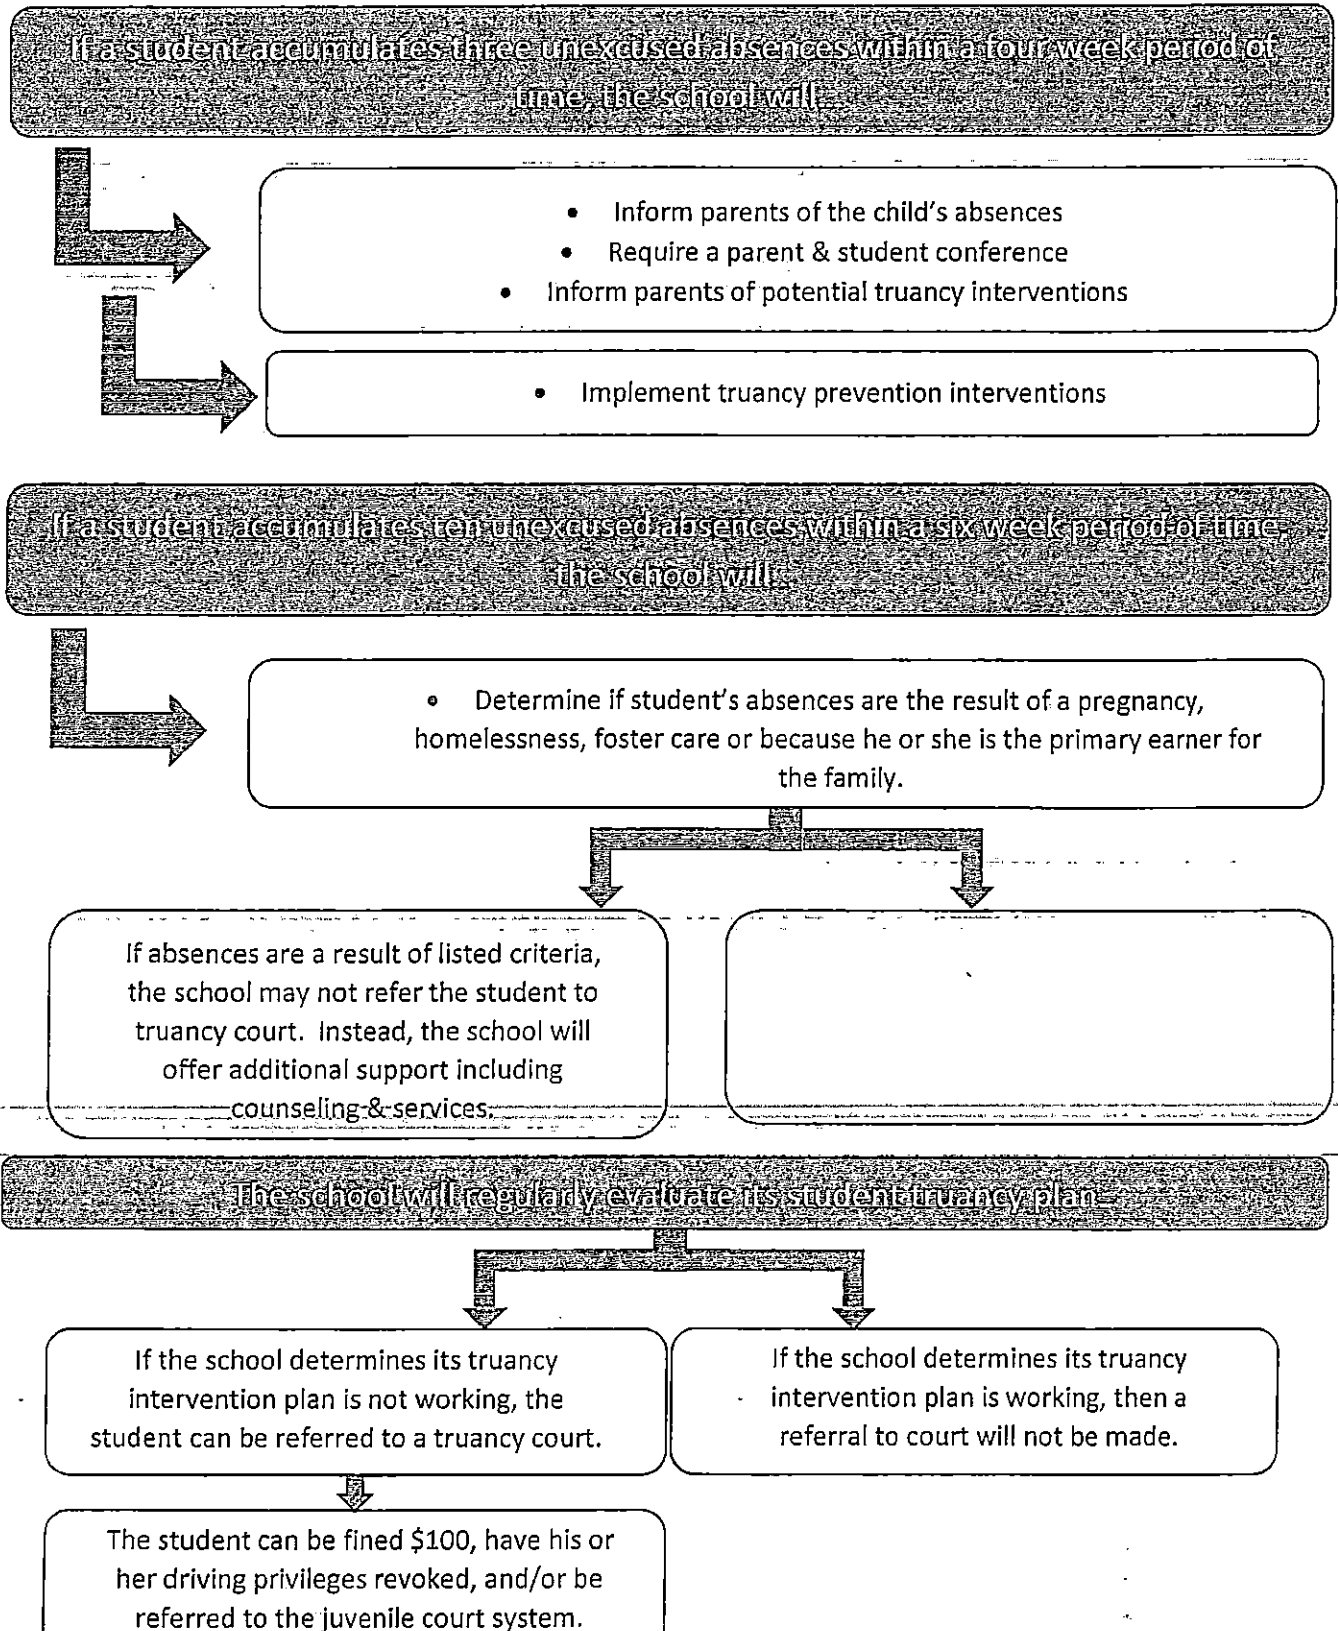 If a student accumulates three unexcused absences within a four week period of
time, the school will...
• Inform parents of the child's absences
• Require a parent & student conference
• Inform parents of potential truancy interventions
• Implement truancy prevention interventions
If a student accumulates ten unexcused absences within a six week period of time,
the school will...
• Determine if student's absences are the result of a pregnancy,
homelessness, foster care or because he or she is the primary earner for
the family.
If absences are a result of listed criteria,
the school may not refer the student to
truancy court. Instead, the school will
offer additional support including
counseling & services.
The school will regularly evaluate its student truancy plan...
If the school determines its truancy
intervention plan is not working, the
student can be referred to a truancy court.
If the school determines its truancy
intervention plan is working, then a
referral to court will not be made.
The student can be fined $100, have his or
her driving privileges revoked, and/or be
referred to the juvenile court system.